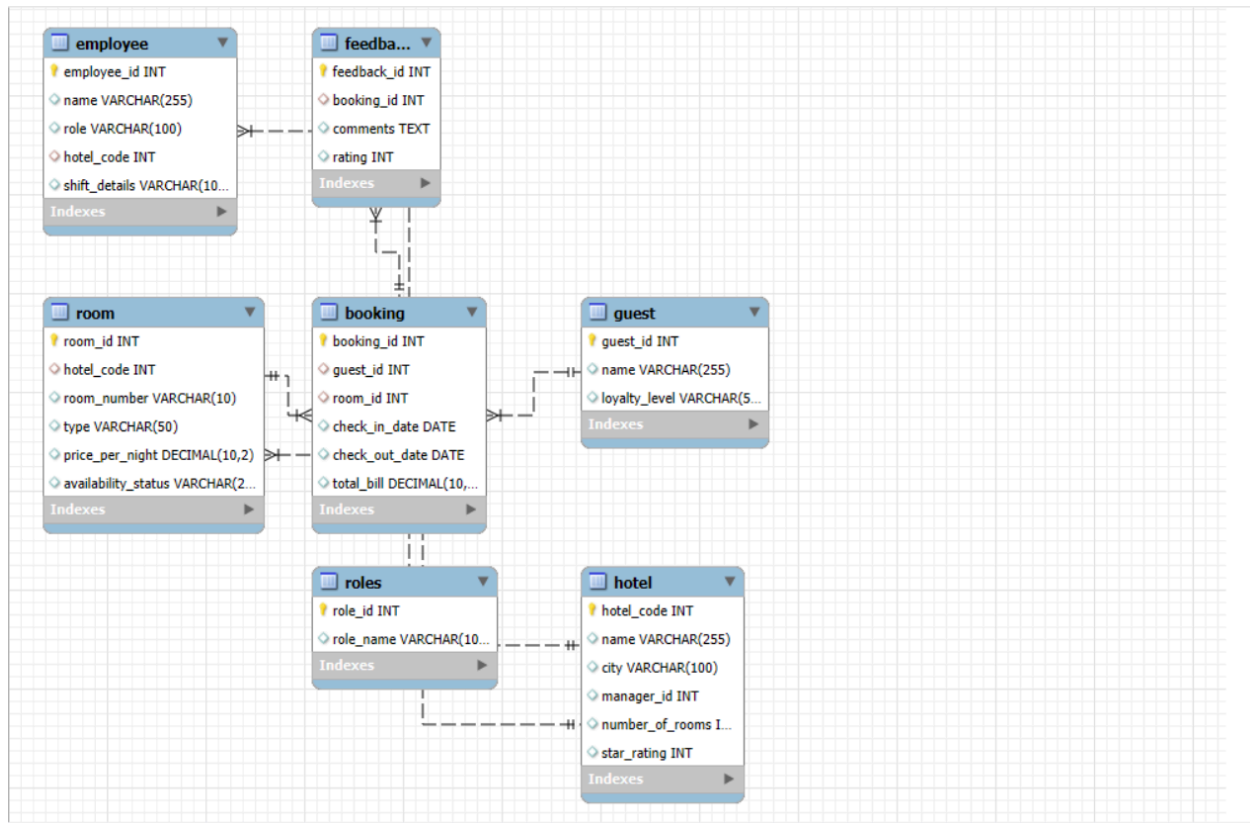 employee
employee_id INT
name VARCHAR(255)
role VARCHAR(100)
hotel_code INT
shift_details VARCHAR(10...
Indexes
feedba...
feedback_id INT
booking_id INT
comments TEXT
rating INT
Indexes
room
room_id INT
hotel_code INT
room_number VARCHAR(10)
type VARCHAR(50)
price_per_night DECIMAL(10,2)
availability_status VARCHAR(2...
Indexes
booking
booking_id INT
guest_id INT
room_id INT
check_in_date DATE
check_out_date DATE
total_bill DECIMAL(10,...
Indexes
guest
guest_id INT
name VARCHAR(255)
loyalty_level VARCHAR(5...
Indexes
roles
role_id INT
role_name VARCHAR(10...
Indexes
hotel
hotel_code INT
name VARCHAR(255)
city VARCHAR(100)
manager_id INT
number_of_rooms I...
star_rating INT
Indexes